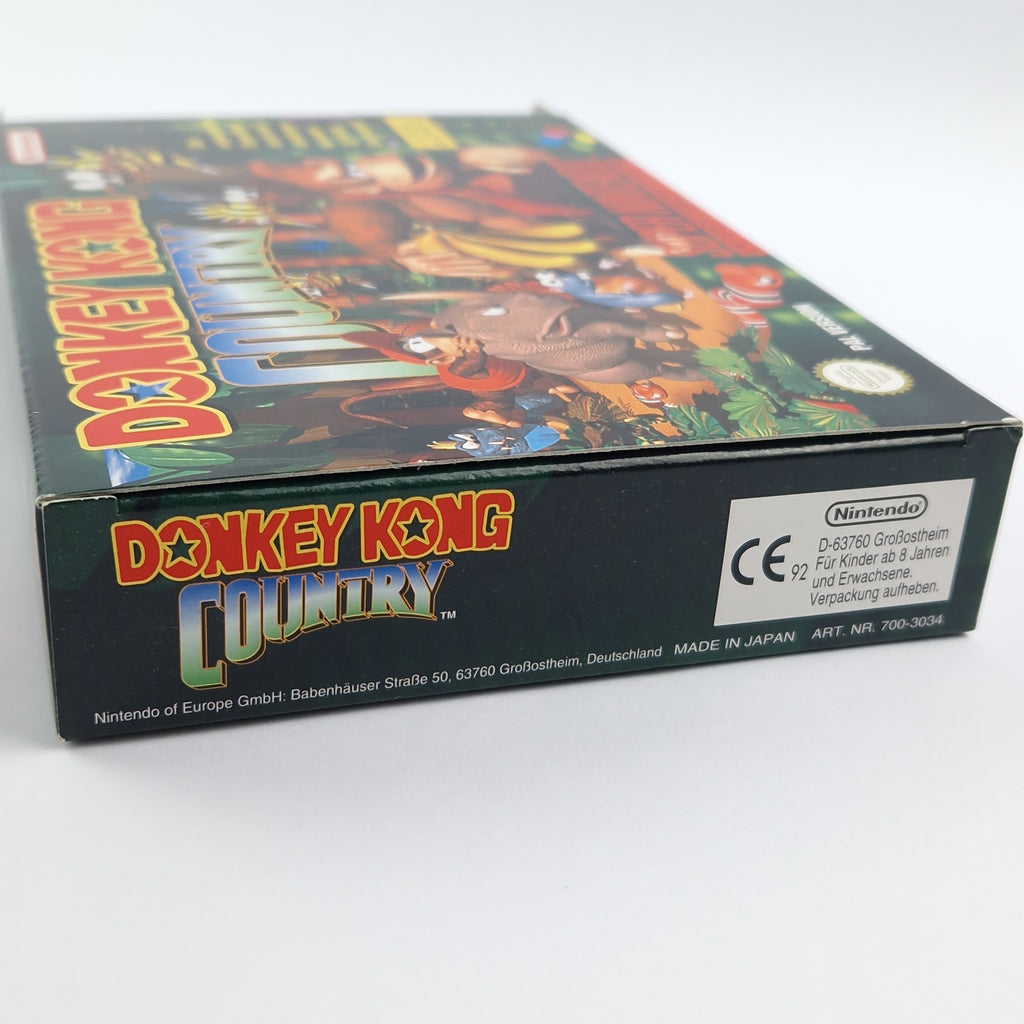 DONKEY KONG
COUNTRY
PAL VERSION
DONKEY KONG
COUNTRY™
Nintendo®
CE 92
D-63760 Großostheim
Für Kinder ab 8 Jahren
und Erwachsene.
Verpackung aufheben.
Nintendo of Europe GmbH: Babenhäuser Straße 50, 63760 Großostheim, Deutschland MADE IN JAPAN ART. NR. 700-3034